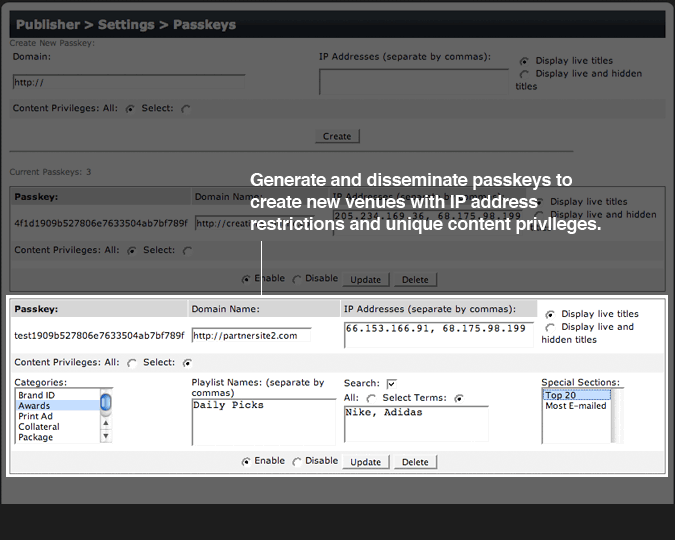 Publisher > Settings > Passkeys
Create New Passkey:
Domain:
IP Addresses (separate by commas):
Display live titles
Display live and hidden
titles
http://
Content Privileges: All: Select:
Create
Current Passkeys: 3
Generate and disseminate passkeys to
create new venues with IP address
restrictions and unique content privileges.
Passkey:
Domain Name:
IP Addresses (separate by commas):
Display live titles
Display live and hidden
titles
4f1d1909b527806e7633504ab7bf789f
205.234.169.36, 68.175.98.199
Content Privileges: All: Select:
Enable Disable Update Delete
Passkey:
Domain Name:
IP Addresses (separate by commas):
Display live titles
Display live and
hidden titles
test1909b527806e7633504ab7bf789f
http://partnersite2.com
66.153.166.91, 68.175.98.199
Content Privileges: All: Select:
Categories:
Brand ID
Awards
Print Ad
Collateral
Package
Playlist Names: (separate by
commas)
Daily Picks
Search:
All: Select Terms:
Nike, Adidas
Special Sections:
Top 20
Most E-mailed
Enable Disable Update Delete